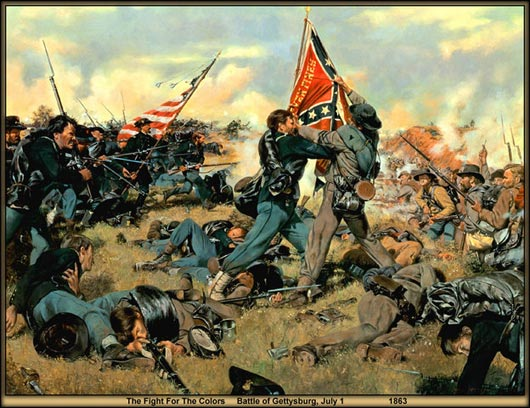 The Fight For The Colors Battle of Gettysburg, July 1 1863